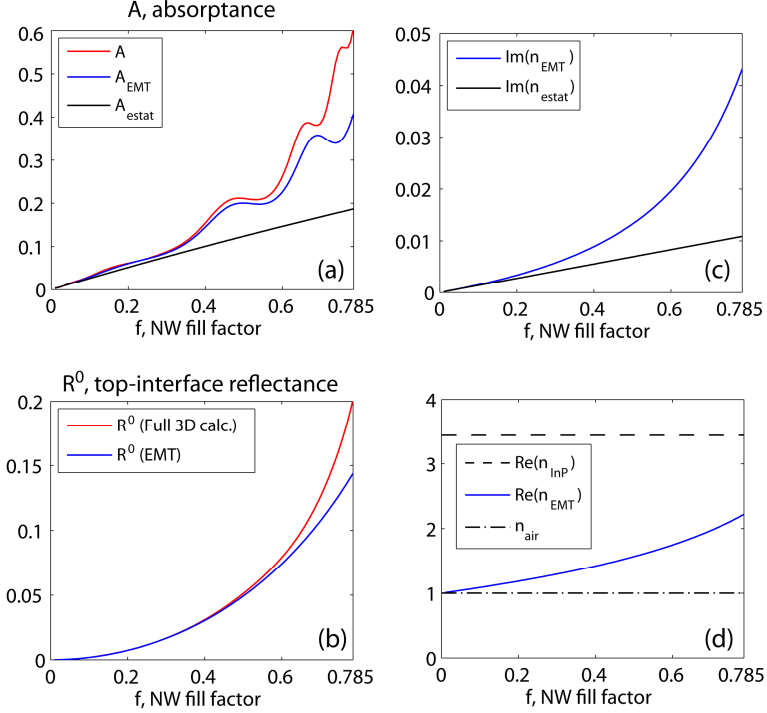 A, absorptance
0.6
0.5
0.4
0.3
0.2
0.1
0
A
A_EMT
A_estat
(a)
0 0.2 0.4 0.6 0.785
f, NW fill factor
0.05
0.04
0.03
0.02
0.01
0
Im(n_EMT)
Im(n_estat)
(c)
0 0.2 0.4 0.6 0.785
f, NW fill factor
R⁰, top-interface reflectance
0.2
0.15
0.1
0.05
0
R⁰ (Full 3D calc.)
R⁰ (EMT)
(b)
0 0.2 0.4 0.6 0.785
f, NW fill factor
4
3
2
1
0
Re(n_InP)
Re(n_EMT)
n_air
(d)
0 0.2 0.4 0.6 0.785
f, NW fill factor